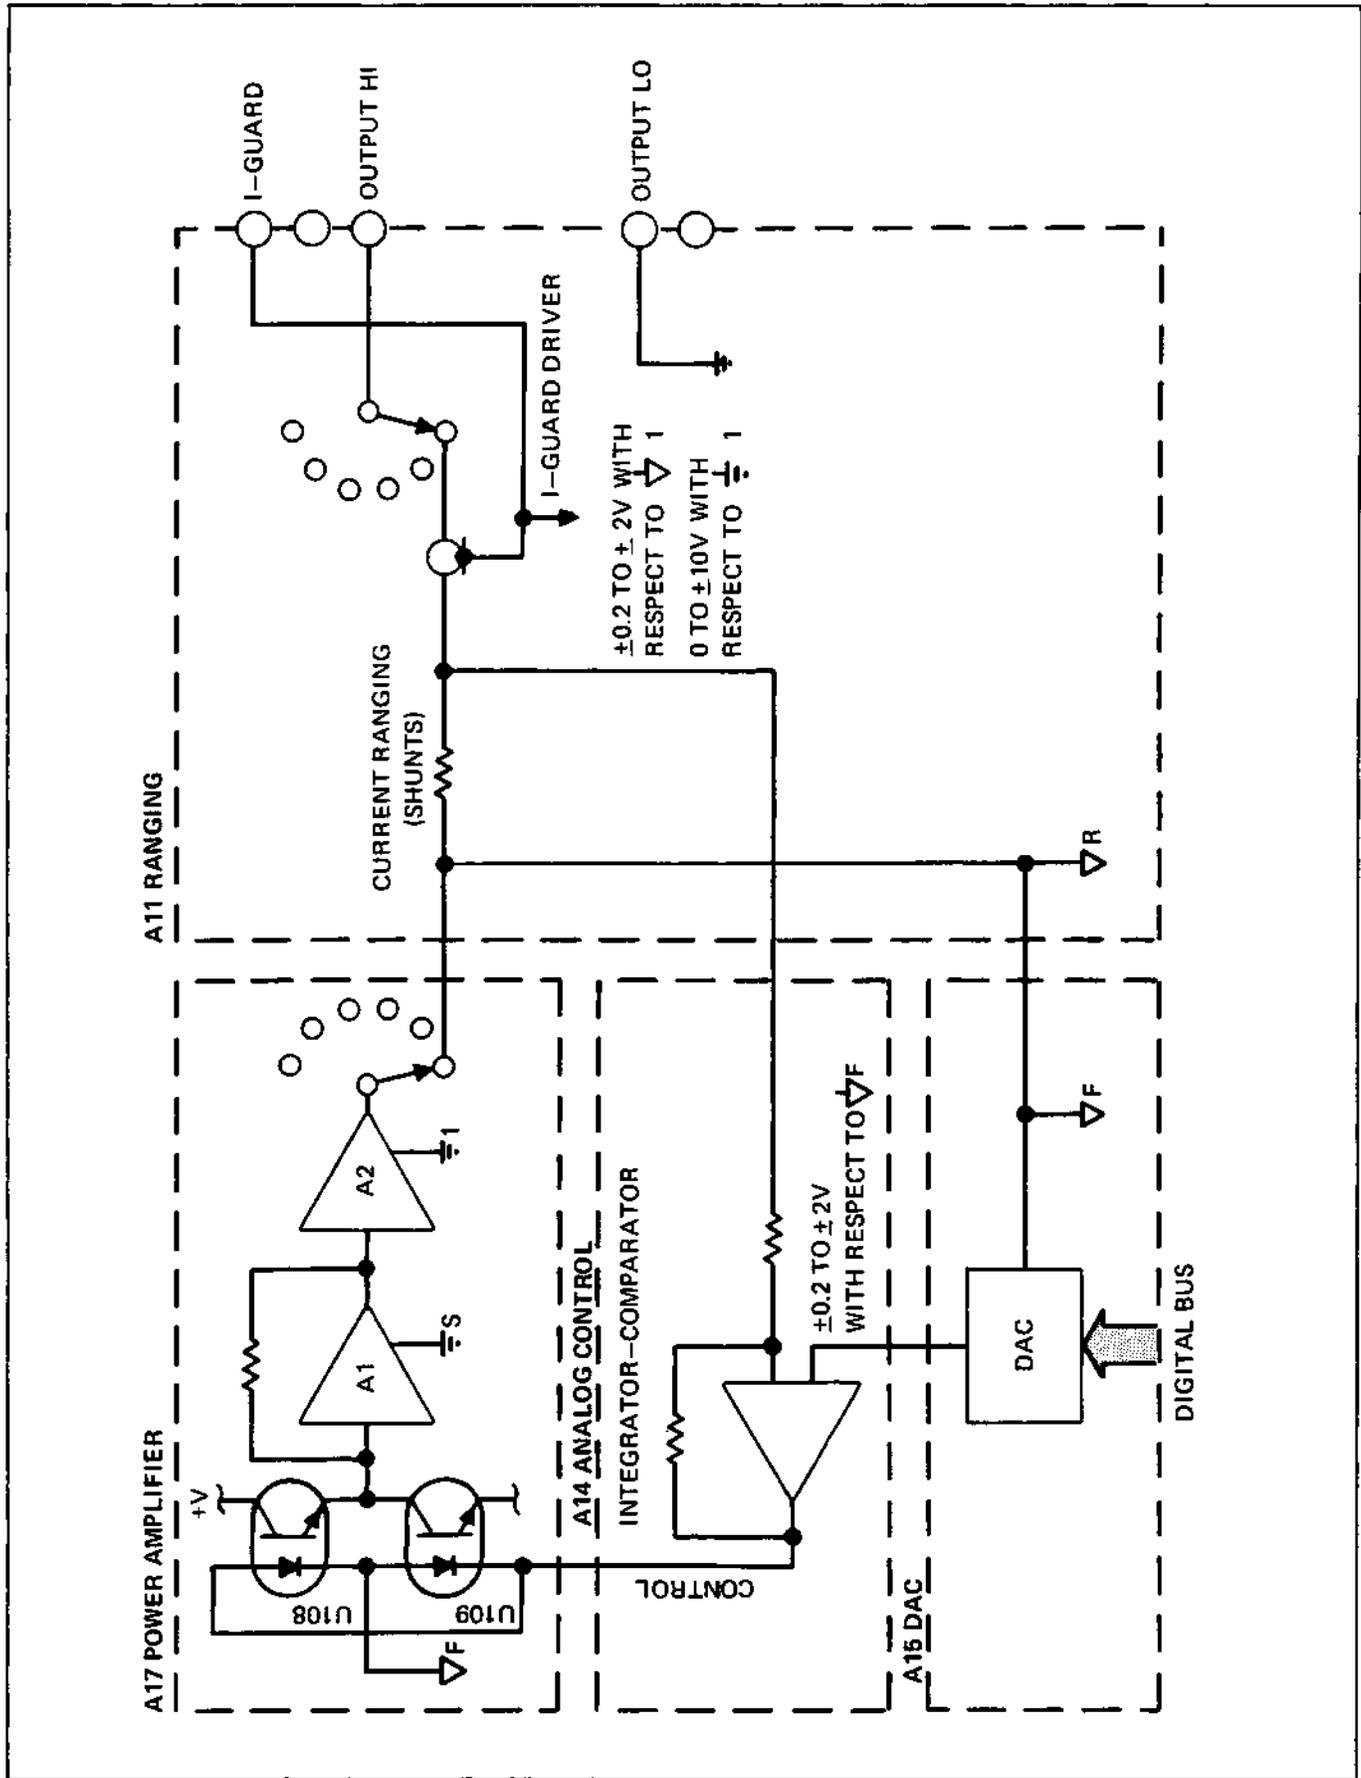 A17 POWER AMPLIFIER
+V
U108
U109
F
A1
S
A2
1
A14 ANALOG CONTROL
INTEGRATOR-COMPARATOR
CONTROL
±0.2 TO ± 2V
WITH RESPECT TO F
A15 DAC
DAC
F
DIGITAL BUS
A11 RANGING
CURRENT RANGING
(SHUNTS)
R
I-GUARD
OUTPUT HI
I-GUARD DRIVER
±0.2 TO ± 2V WITH
RESPECT TO 1
0 TO ±10V WITH
RESPECT TO 1
OUTPUT LO